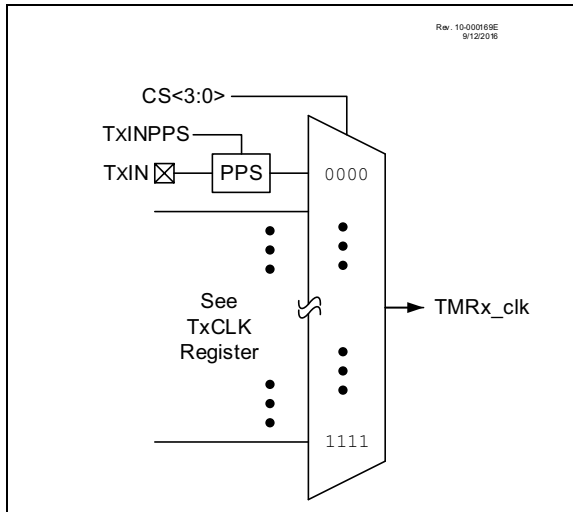 Rev. 10-000169E
9/12/2016
CS<3:0>
TxINPPS
TxIN
PPS
0000
See
TxCLK
Register
TMRx_clk
1111